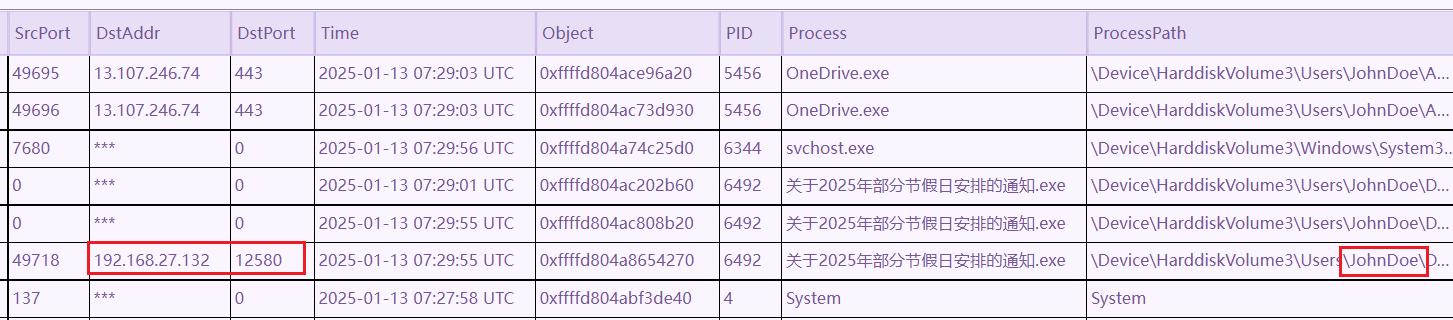 SrcPort DstAddr DstPort Time Object PID Process ProcessPath
49695 13.107.246.74 443 2025-01-13 07:29:03 UTC 0xffffd804ace96a20 5456 OneDrive.exe \Device\HarddiskVolume3\Users\JohnDoe\A...
49696 13.107.246.74 443 2025-01-13 07:29:03 UTC 0xffffd804ac73d930 5456 OneDrive.exe \Device\HarddiskVolume3\Users\JohnDoe\A...
7680 *** 0 2025-01-13 07:29:56 UTC 0xffffd804a74c25d0 6344 svchost.exe \Device\HarddiskVolume3\Windows\System3...
0 *** 0 2025-01-13 07:29:01 UTC 0xffffd804ac202b60 6492 关于2025年部分节假日安排的通知.exe \Device\HarddiskVolume3\Users\JohnDoe\D...
0 *** 0 2025-01-13 07:29:55 UTC 0xffffd804ac808b20 6492 关于2025年部分节假日安排的通知.exe \Device\HarddiskVolume3\Users\JohnDoe\D...
49718 192.168.27.132 12580 2025-01-13 07:29:55 UTC 0xffffd804a8654270 6492 关于2025年部分节假日安排的通知.exe \Device\HarddiskVolume3\Users\JohnDoe\D...
137 *** 0 2025-01-13 07:27:58 UTC 0xffffd804abf3de40 4 System System